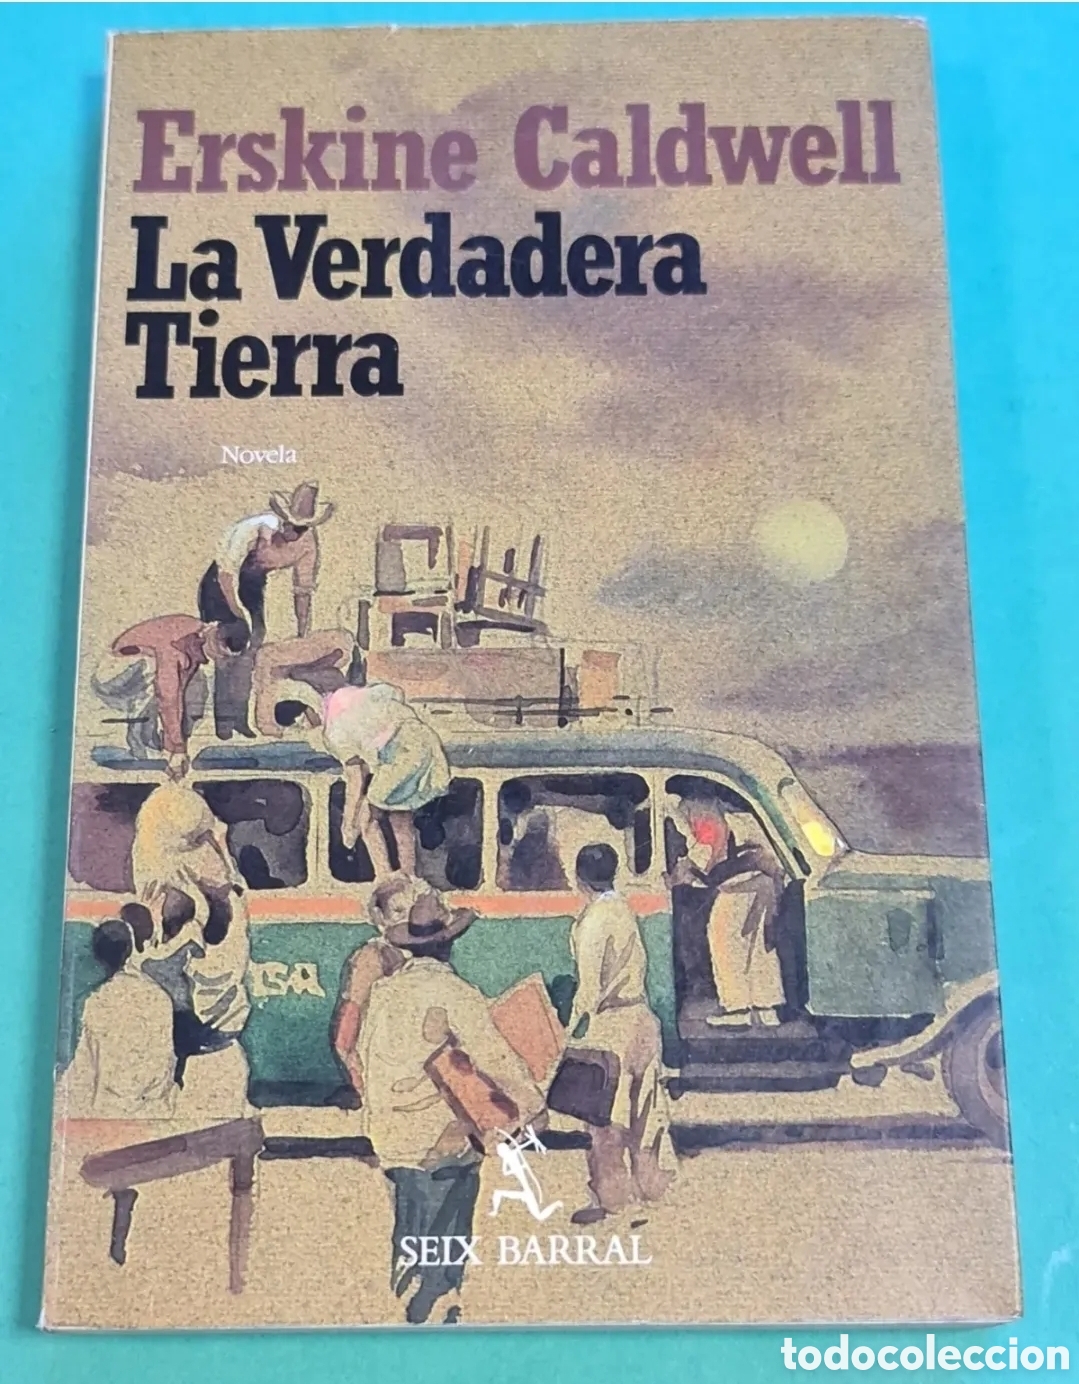 Erskine Caldwell
La Verdadera
Tierra
Novela
SEIX BARRAL
todocoleccion